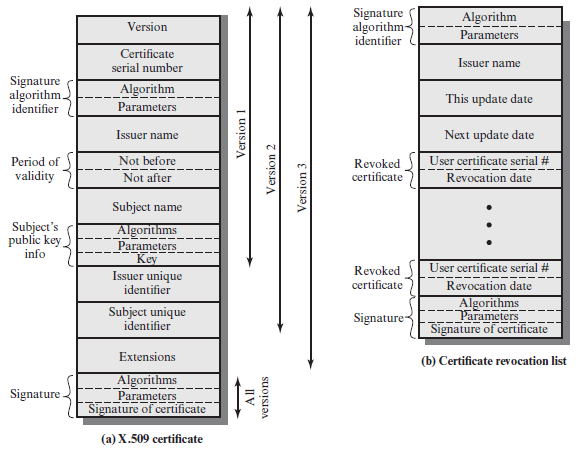 Version
Certificate
serial number
Signature
algorithm
identifier
Algorithm
Parameters
Issuer name
Period of
validity
Not before
Not after
Subject name
Subject's
public key
info
Algorithms
Parameters
Key
Issuer unique
identifier
Subject unique
identifier
Extensions
Signature
Algorithms
Parameters
Signature of certificate
Version 1
Version 2
Version 3
All
versions
(a) X.509 certificate
Signature
algorithm
identifier
Algorithm
Parameters
Issuer name
This update date
Next update date
Revoked
certificate
User certificate serial #
Revocation date
Revoked
certificate
User certificate serial #
Revocation date
Signature
Algorithms
Parameters
Signature of certificate
(b) Certificate revocation list